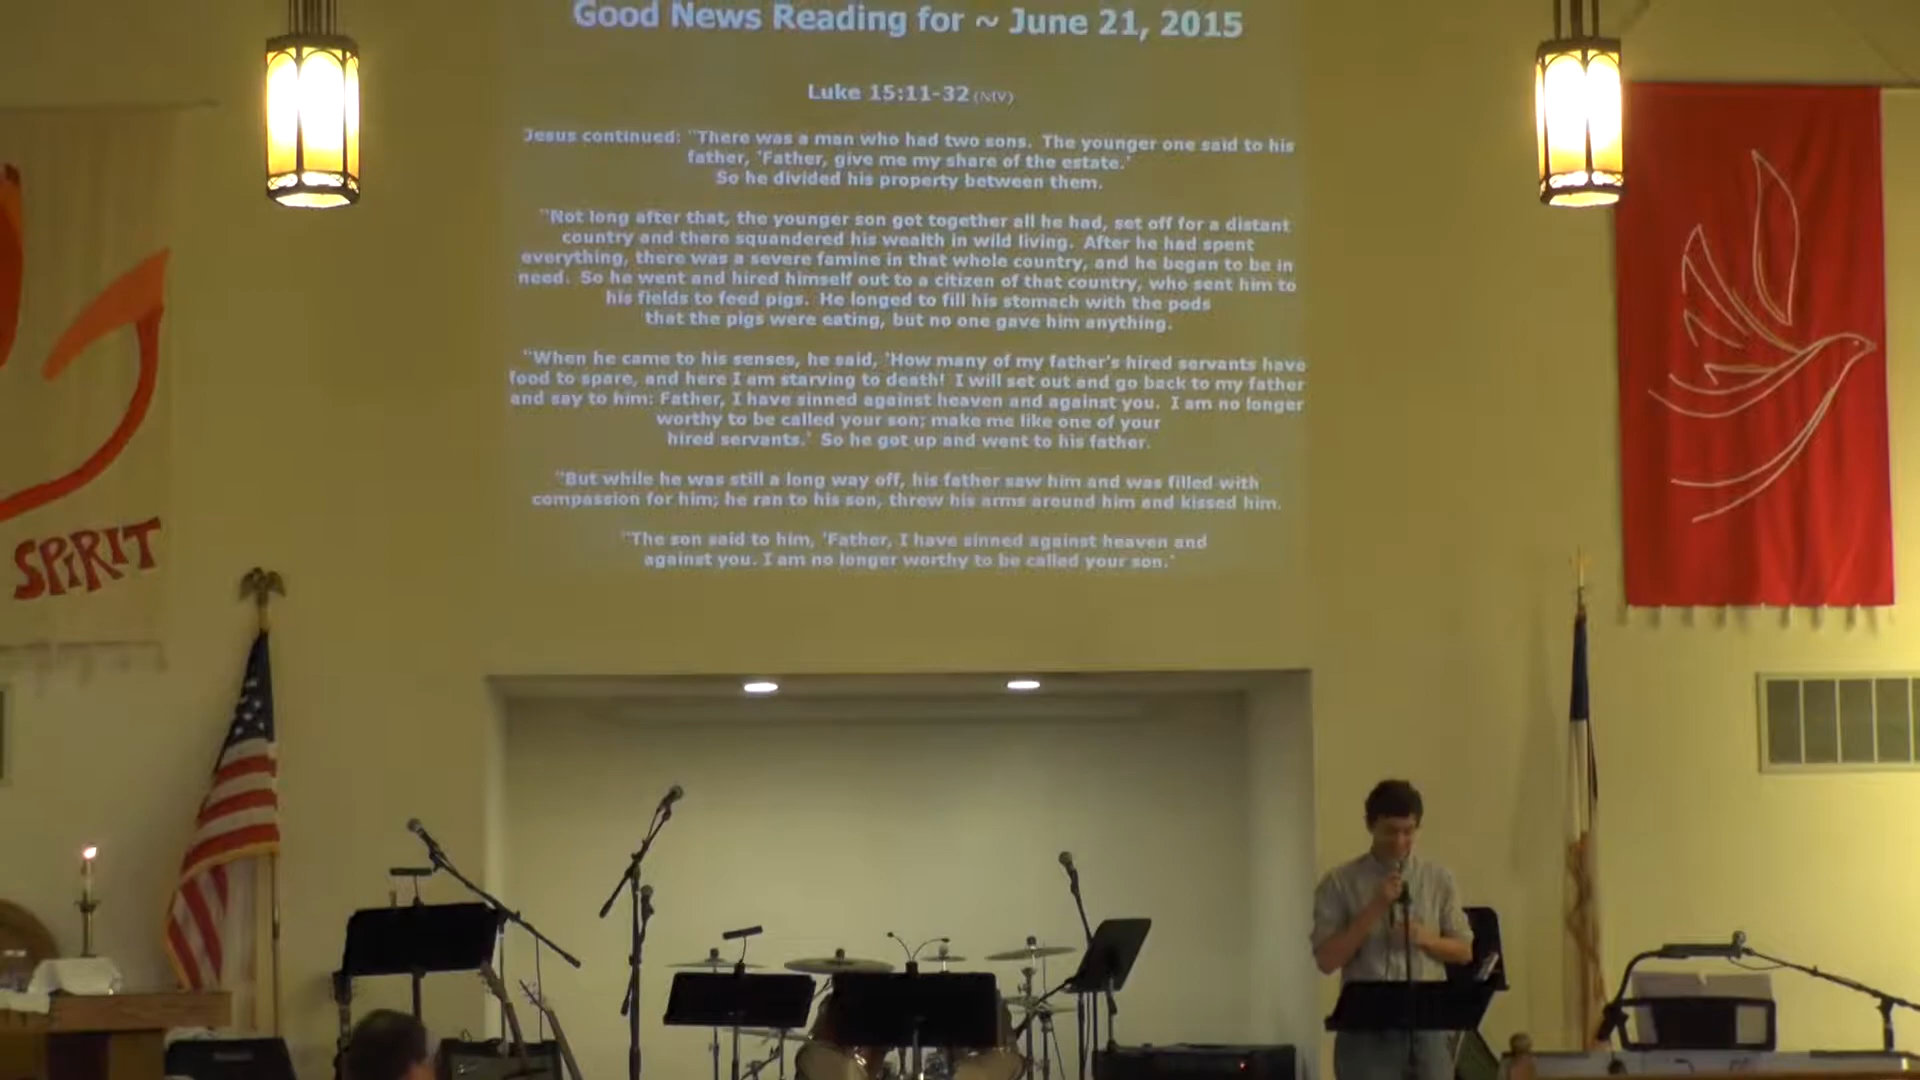 Good News Reading for ~ June 21, 2015
Luke 15:11-32 (NIV)
Jesus continued: "There was a man who had two sons. The younger one said to his
father, 'Father, give me my share of the estate.'
So he divided his property between them.
"Not long after that, the younger son got together all he had, set off for a distant
country and there squandered his wealth in wild living. After he had spent
everything, there was a severe famine in that whole country, and he began to be in
need. So he went and hired himself out to a citizen of that country, who sent him to
his fields to feed pigs. He longed to fill his stomach with the pods
that the pigs were eating, but no one gave him anything.
"When he came to his senses, he said, 'How many of my father's hired servants have
food to spare, and here I am starving to death! I will set out and go back to my father
and say to him: Father, I have sinned against heaven and against you. I am no longer
worthy to be called your son; make me like one of your
hired servants.' So he got up and went to his father.
"But while he was still a long way off, his father saw him and was filled with
compassion for him; he ran to his son, threw his arms around him and kissed him.
"The son said to him, 'Father, I have sinned against heaven and
against you. I am no longer worthy to be called your son.'
SPiRIT